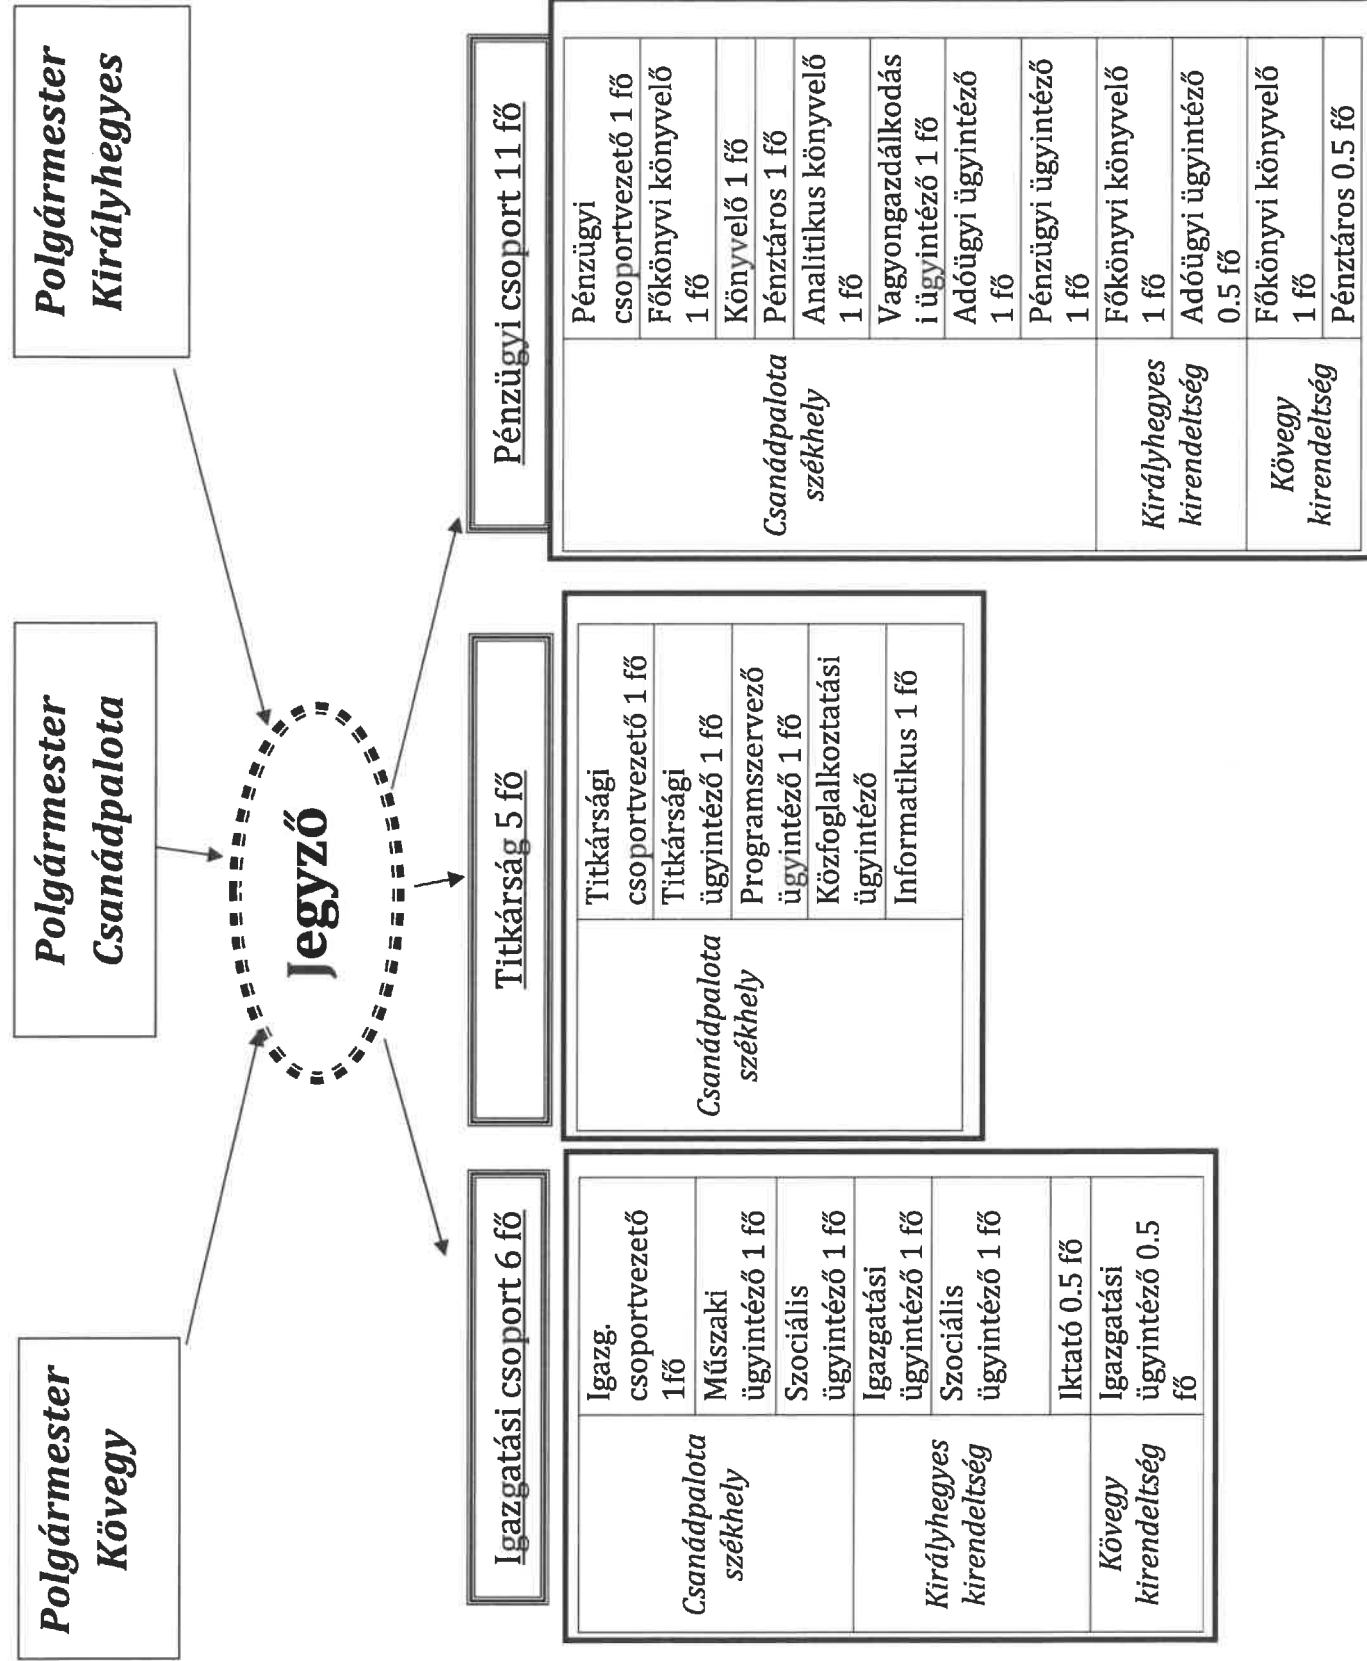 Polgármester
Kövegy
Polgármester
Csanádpalota
Polgármester
Királyhegyes
Jegyző
Igazgatási csoport 6 fő
Csanádpalota
székhely
Igazg.
csoportvezető
1fő
Műszaki
ügyintéző 1 fő
Szociális
ügyintéző 1 fő
Királyhegyes
kirendeltség
Igazgatási
ügyintéző 1 fő
Szociális
ügyintéző 1 fő
Iktató 0.5 fő
Kövegy
kirendeltség
Igazgatási
ügyintéző 0.5
fő
Titkárság 5 fő
Csanádpalota
székhely
Titkársági
csoportvezető 1 fő
Titkársági
ügyintéző 1 fő
Programszervező
ügyintéző 1 fő
Közfoglalkoztatási
ügyintéző
Informatikus 1 fő
Pénzügyi csoport 11 fő
Csanádpalota
székhely
Pénzügyi
csoportvezető 1 fő
Főkönyvi könyvelő
1 fő
Könyvelő 1 fő
Pénztáros 1 fő
Analitikus könyvelő
1 fő
Vagyongazdálkodás
i ügyintéző 1 fő
Adóügyi ügyintéző
1 fő
Pénzügyi ügyintéző
1 fő
Királyhegyes
kirendeltség
Főkönyvi könyvelő
1 fő
Adóügyi ügyintéző
0.5 fő
Kövegy
kirendeltség
Főkönyvi könyvelő
1 fő
Pénztáros 0.5 fő